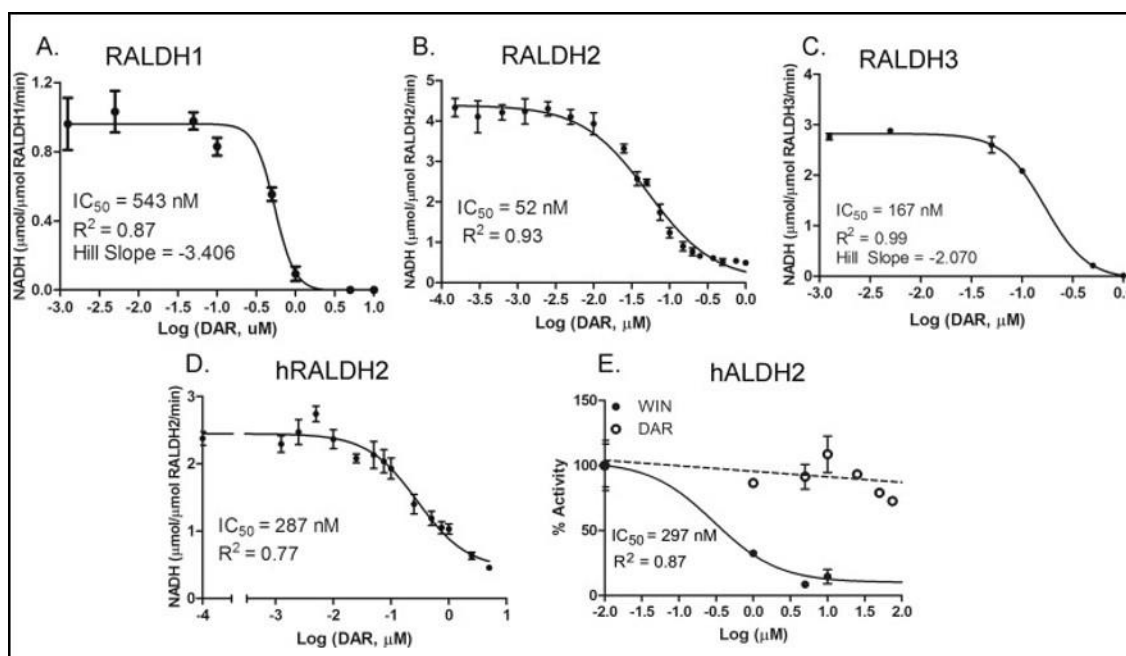 A.
RALDH1
NADH (µmol/µmol RALDH1/min)
1.2
0.8
0.4
0.0
IC50 = 543 nM
R2 = 0.87
Hill Slope = -3.406
-3.0 -2.5 -2.0 -1.5 -1.0 -0.5 0.0 0.5 1.0
Log (DAR, uM)
B.
RALDH2
NADH (µmol/µmol RALDH2/min)
5
4
3
2
1
0
IC50 = 52 nM
R2 = 0.93
-4.0 -3.5 -3.0 -2.5 -2.0 -1.5 -1.0 -0.5 0.0
Log (DAR, µM)
C.
RALDH3
NADH (µmol/µmol RALDH3/min)
4
3
2
1
0
IC50 = 167 nM
R2 = 0.99
Hill Slope = -2.070
-3.0 -2.5 -2.0 -1.5 -1.0 -0.5 0.0
Log (DAR, µM)
D.
hRALDH2
NADH (µmol/µmol RALDH2/min)
3
2
1
0
IC50 = 287 nM
R2 = 0.77
-4 -3 -2 -1 0 1
Log (DAR, µM)
E.
hALDH2
% Activity
150
100
50
0
WIN
DAR
IC50 = 297 nM
R2 = 0.87
-2.0 -1.5 -1.0 -0.5 0.0 0.5 1.0 1.5 2.0
Log (µM)